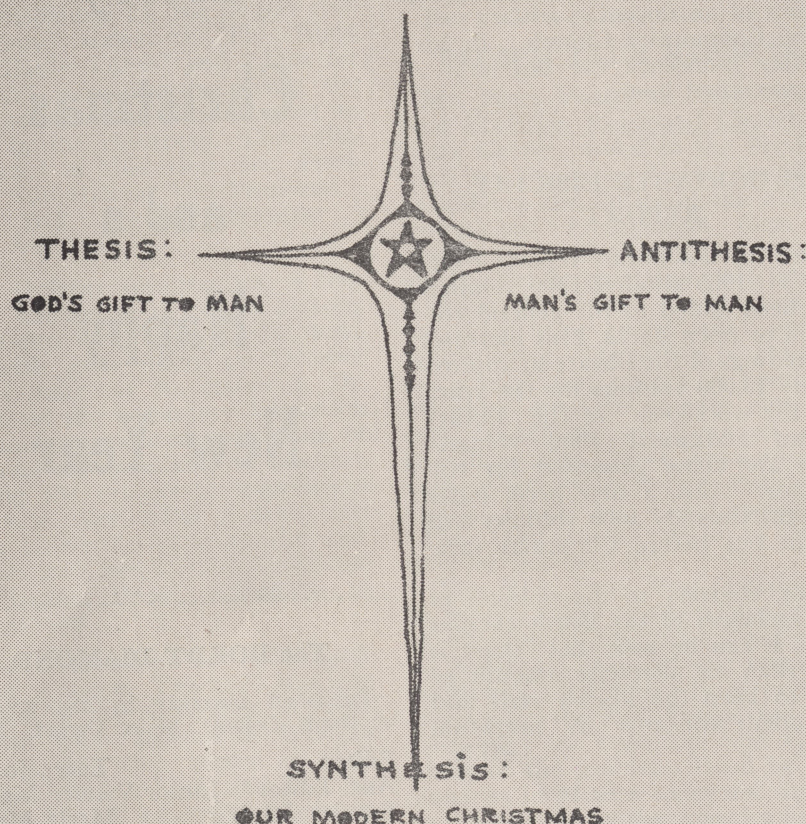 THESIS:
GOD'S GIFT TO MAN
ANTITHESIS:
MAN'S GIFT TO MAN
SYNTHESiS:
OUR MODERN CHRISTMAS